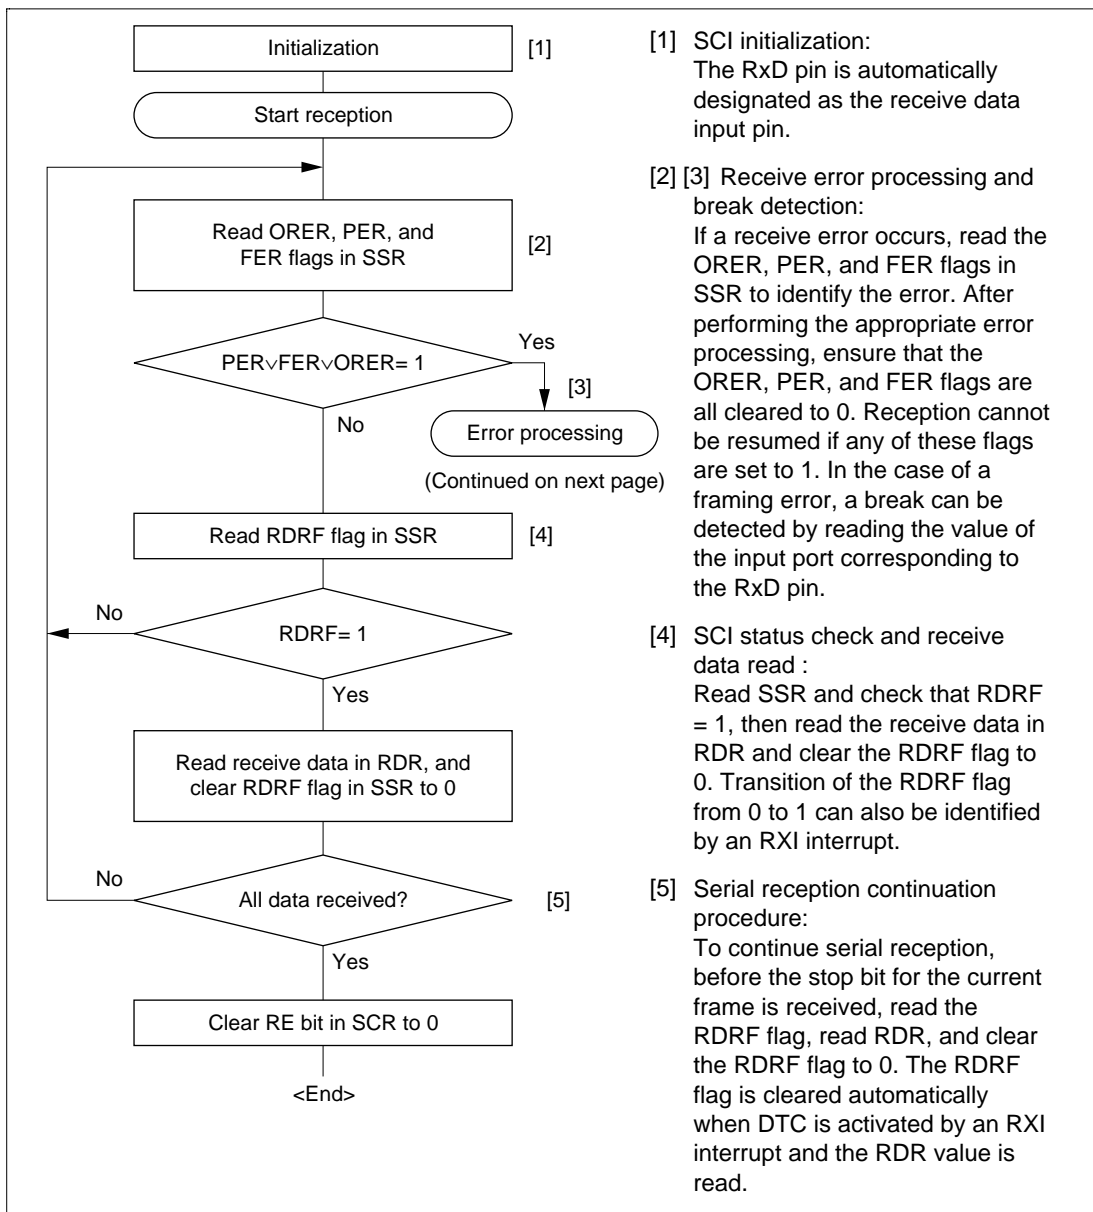 Initialization [1]
Start reception
Read ORER, PER, and
FER flags in SSR
[2]
PER∨FER∨ORER= 1
Yes
[3]
No
Error processing
(Continued on next page)
Read RDRF flag in SSR [4]
No
RDRF= 1
Yes
Read receive data in RDR, and
clear RDRF flag in SSR to 0
No
All data received? [5]
Yes
Clear RE bit in SCR to 0
<End>
[1] SCI initialization:
The RxD pin is automatically
designated as the receive data
input pin.
[2] [3] Receive error processing and
break detection:
If a receive error occurs, read the
ORER, PER, and FER flags in
SSR to identify the error. After
performing the appropriate error
processing, ensure that the
ORER, PER, and FER flags are
all cleared to 0. Reception cannot
be resumed if any of these flags
are set to 1. In the case of a
framing error, a break can be
detected by reading the value of
the input port corresponding to
the RxD pin.
[4] SCI status check and receive
data read :
Read SSR and check that RDRF
= 1, then read the receive data in
RDR and clear the RDRF flag to
0. Transition of the RDRF flag
from 0 to 1 can also be identified
by an RXI interrupt.
[5] Serial reception continuation
procedure:
To continue serial reception,
before the stop bit for the current
frame is received, read the
RDRF flag, read RDR, and clear
the RDRF flag to 0. The RDRF
flag is cleared automatically
when DTC is activated by an RXI
interrupt and the RDR value is
read.